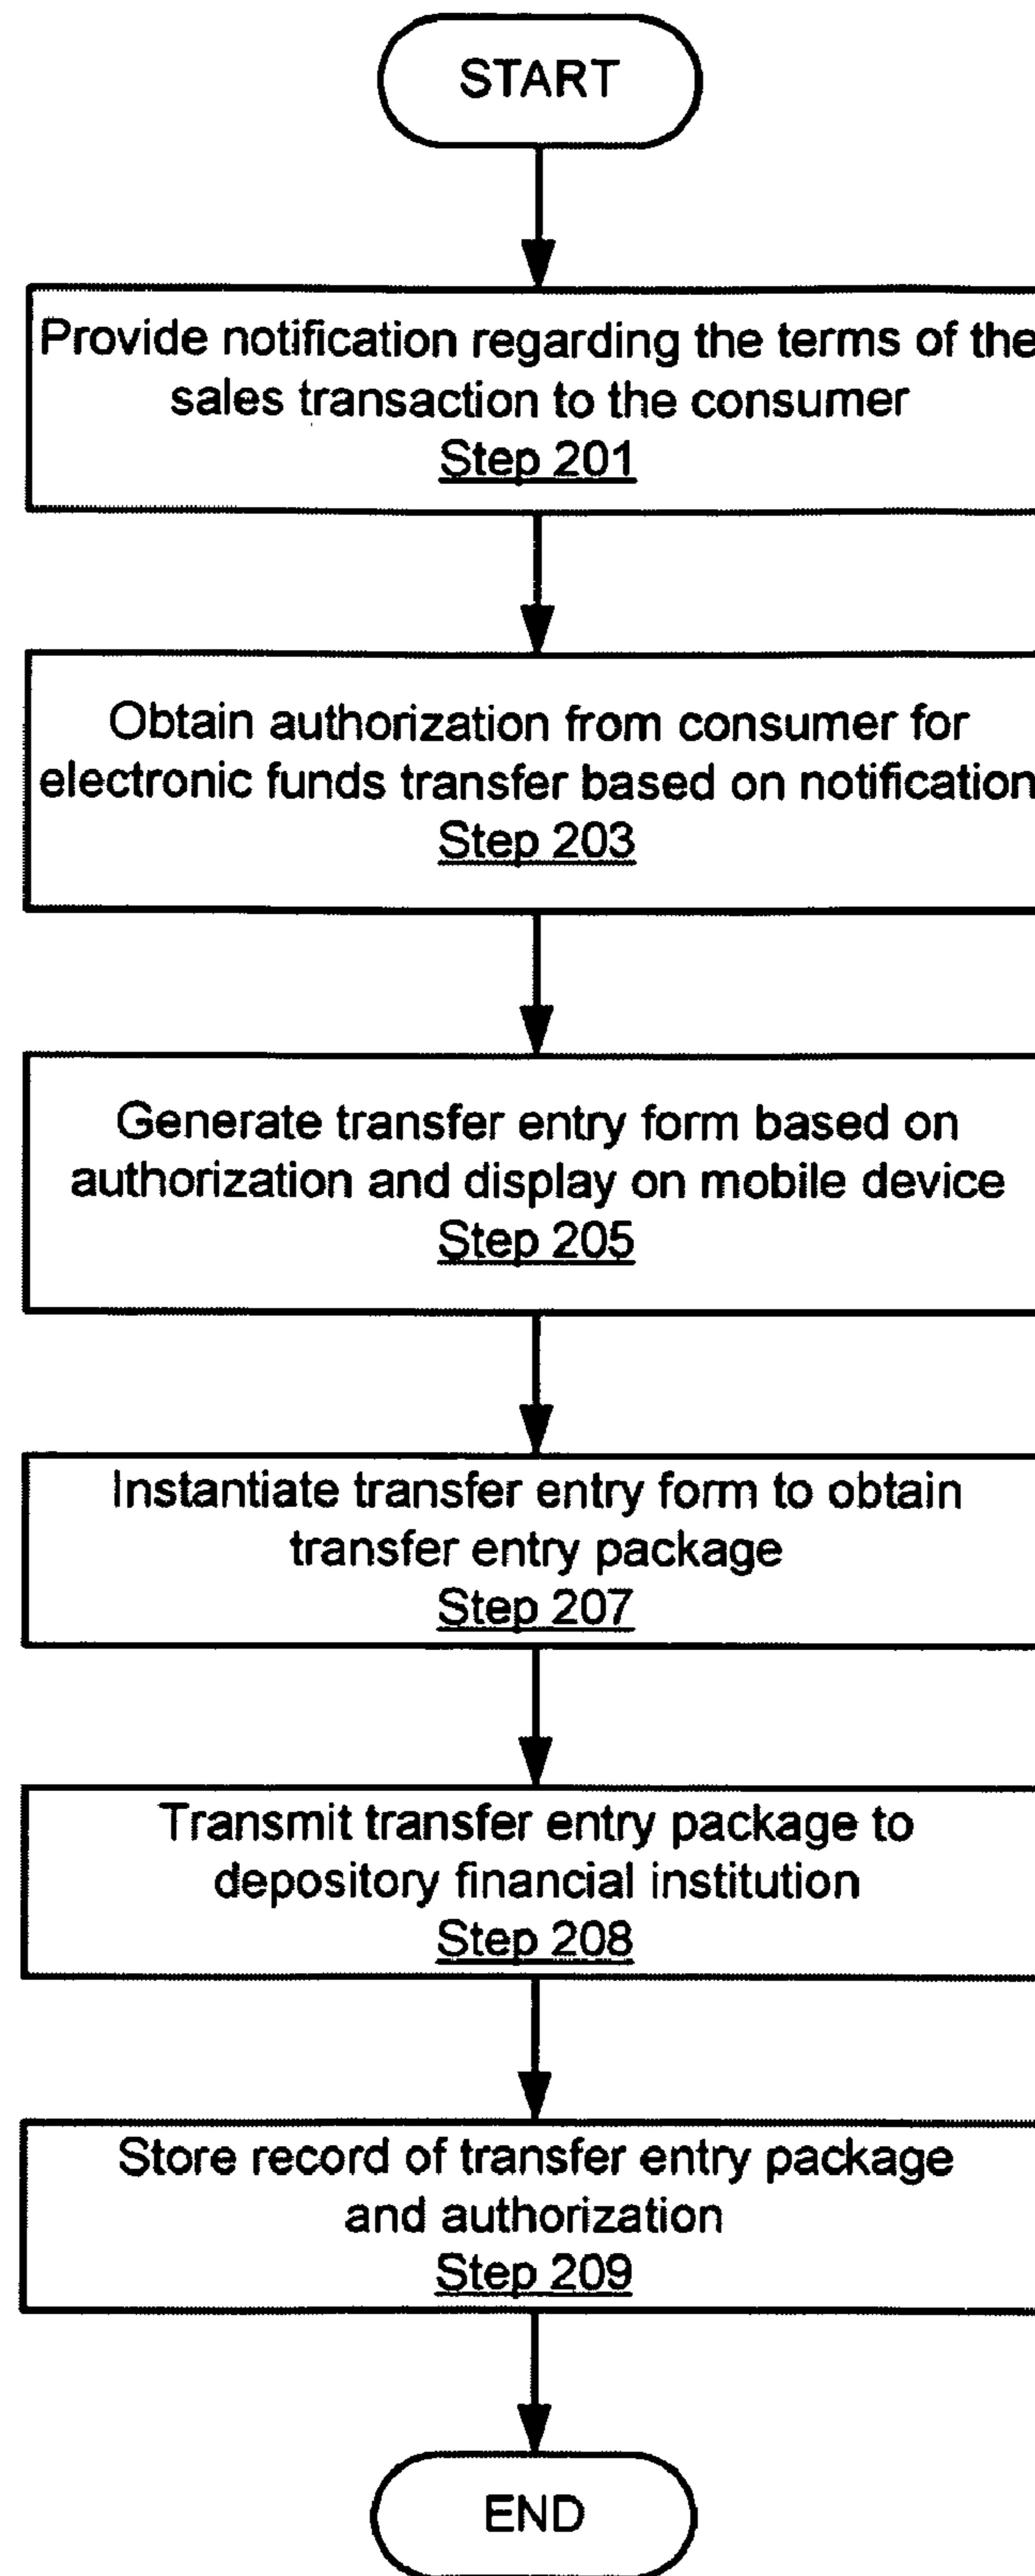 START
Provide notification regarding the terms of the
sales transaction to the consumer
Step 201
Obtain authorization from consumer for
electronic funds transfer based on notification
Step 203
Generate transfer entry form based on
authorization and display on mobile device
Step 205
Instantiate transfer entry form to obtain
transfer entry package
Step 207
Transmit transfer entry package to
depository financial institution
Step 208
Store record of transfer entry package
and authorization
Step 209
END